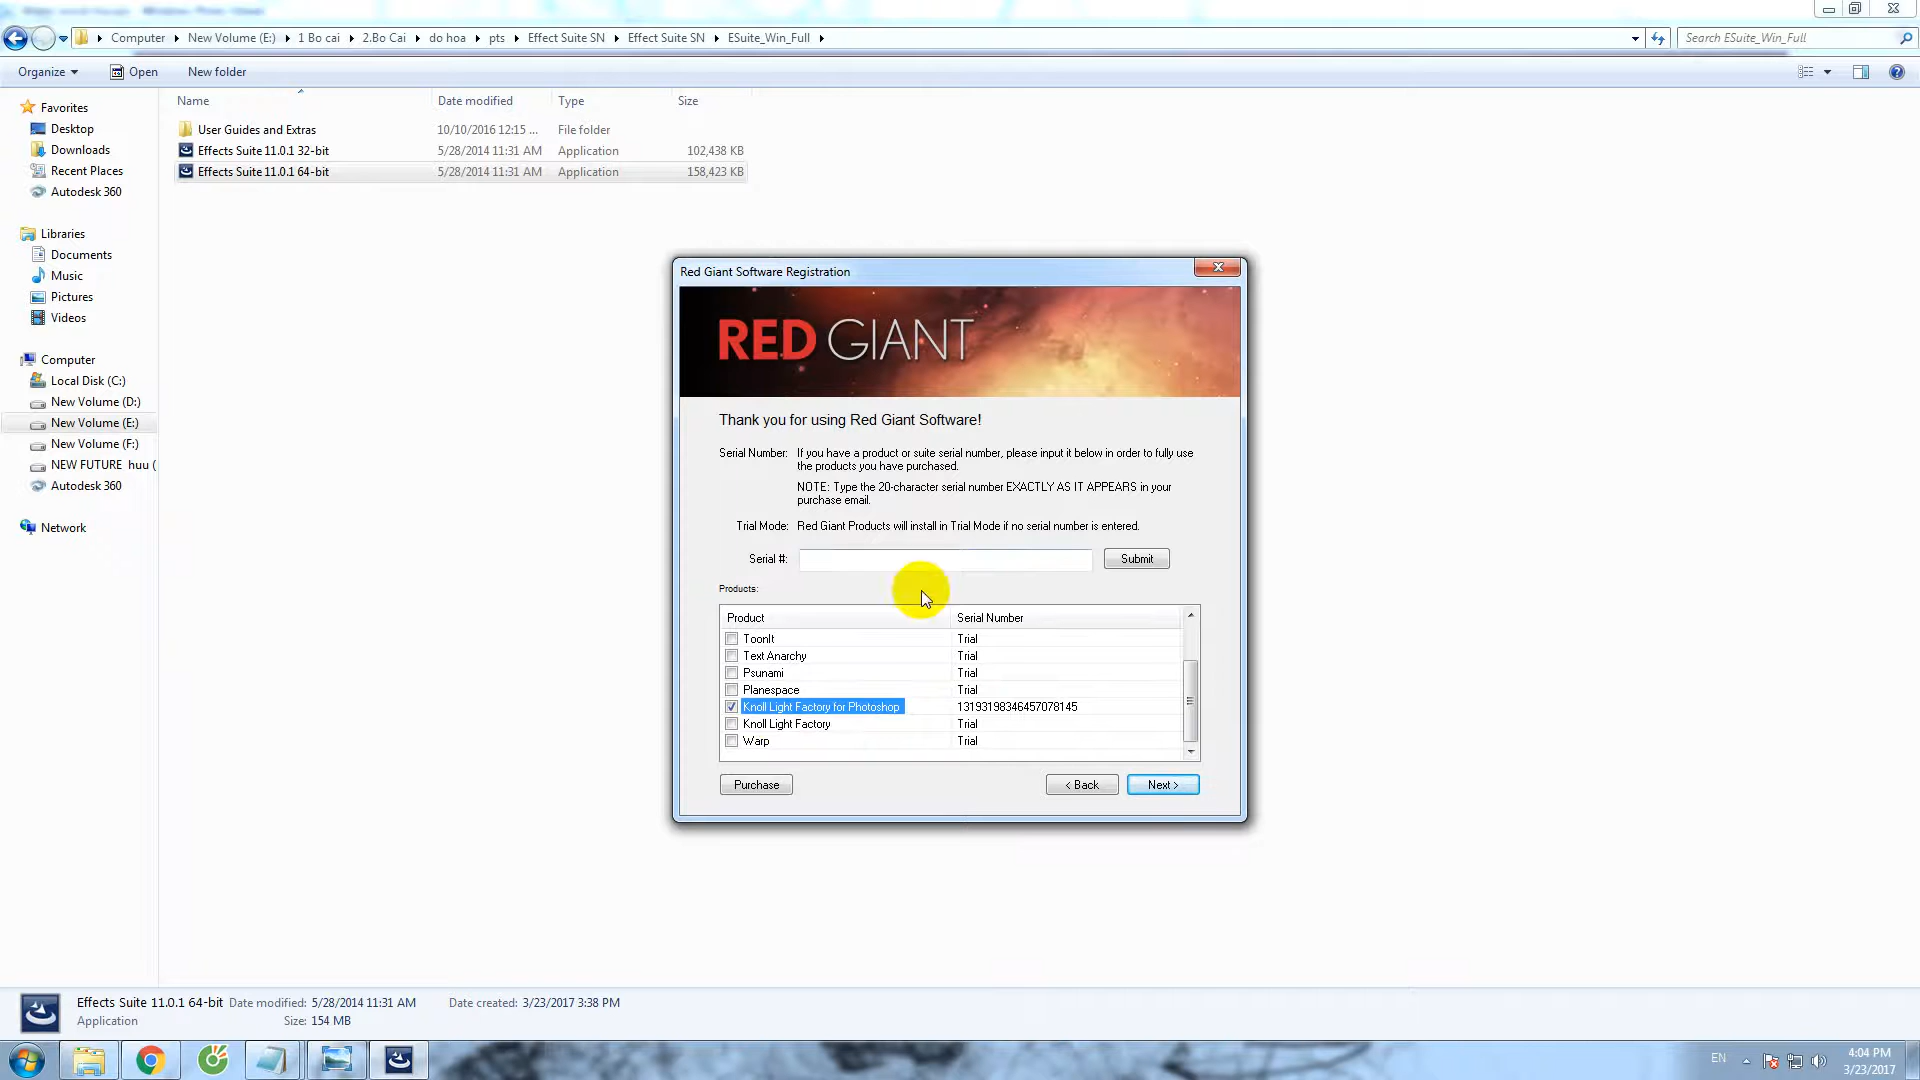 Computer New Volume (E:) 1 Bo cai 2.Bo Cai do hoa pts Effect Suite SN Effect Suite SN ESuite_Win_Full
Search ESuite_Win_Full
Organize Open New folder
Name Date modified Type Size
User Guides and Extras 10/10/2016 12:15 ... File folder
Effects Suite 11.0.1 32-bit 5/28/2014 11:31 AM Application 102,438 KB
Effects Suite 11.0.1 64-bit 5/28/2014 11:31 AM Application 158,423 KB
Favorites
Desktop
Downloads
Recent Places
Autodesk 360
Libraries
Documents
Music
Pictures
Videos
Computer
Local Disk (C:)
New Volume (D:)
New Volume (E:)
New Volume (F:)
NEW FUTURE huu (
Autodesk 360
Network
Red Giant Software Registration
RED GIANT
Thank you for using Red Giant Software!
Serial Number: If you have a product or suite serial number, please input it below in order to fully use
the products you have purchased.
NOTE: Type the 20-character serial number EXACTLY AS IT APPEARS in your
purchase email.
Trial Mode: Red Giant Products will install in Trial Mode if no serial number is entered.
Serial #: Submit
Products:
Product Serial Number
ToonIt Trial
Text Anarchy Trial
Psunami Trial
Planespace Trial
Knoll Light Factory for Photoshop 13193198346457078145
Knoll Light Factory Trial
Warp Trial
Purchase < Back Next >
Effects Suite 11.0.1 64-bit Date modified: 5/28/2014 11:31 AM Date created: 3/23/2017 3:38 PM
Application Size: 154 MB
EN
4:04 PM
3/23/2017